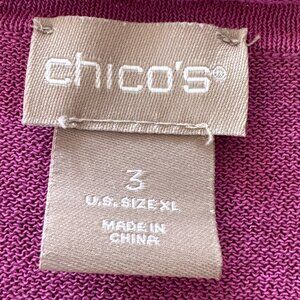 chico's®
3
U.S. SIZE XL
MADE IN
CHINA